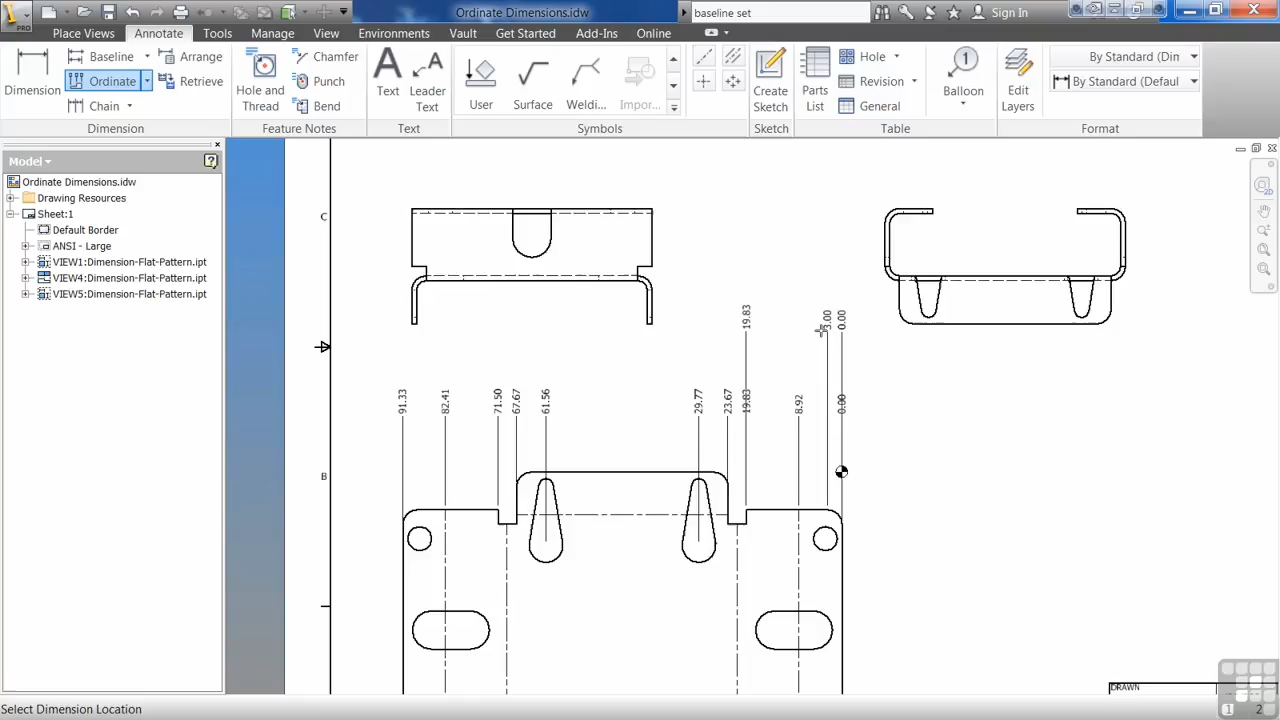 Ordinate Dimensions.idw
baseline set
Sign In
PRO
Place Views
Annotate
Tools
Manage
View
Environments
Vault
Get Started
Add-Ins
Online
Dimension
Baseline
Ordinate
Chain
Arrange
Retrieve
Dimension
Hole and
Thread
Chamfer
Punch
Bend
Feature Notes
Text
Leader
Text
Text
User
Surface
Weldi...
Impor...
Symbols
Create
Sketch
Sketch
Parts
List
Hole
Revision
General
Balloon
Table
Edit
Layers
By Standard (Din
By Standard (Defaul
Format
Model
Ordinate Dimensions.idw
Drawing Resources
Sheet:1
Default Border
ANSI - Large
VIEW1:Dimension-Flat-Pattern.ipt
VIEW4:Dimension-Flat-Pattern.ipt
VIEW5:Dimension-Flat-Pattern.ipt
C
B
19.83
3.00
0.00
91.33
82.41
71.50
67.67
61.56
29.77
23.67
19.83
8.92
0.00
DRAWN
Select Dimension Location
1
2